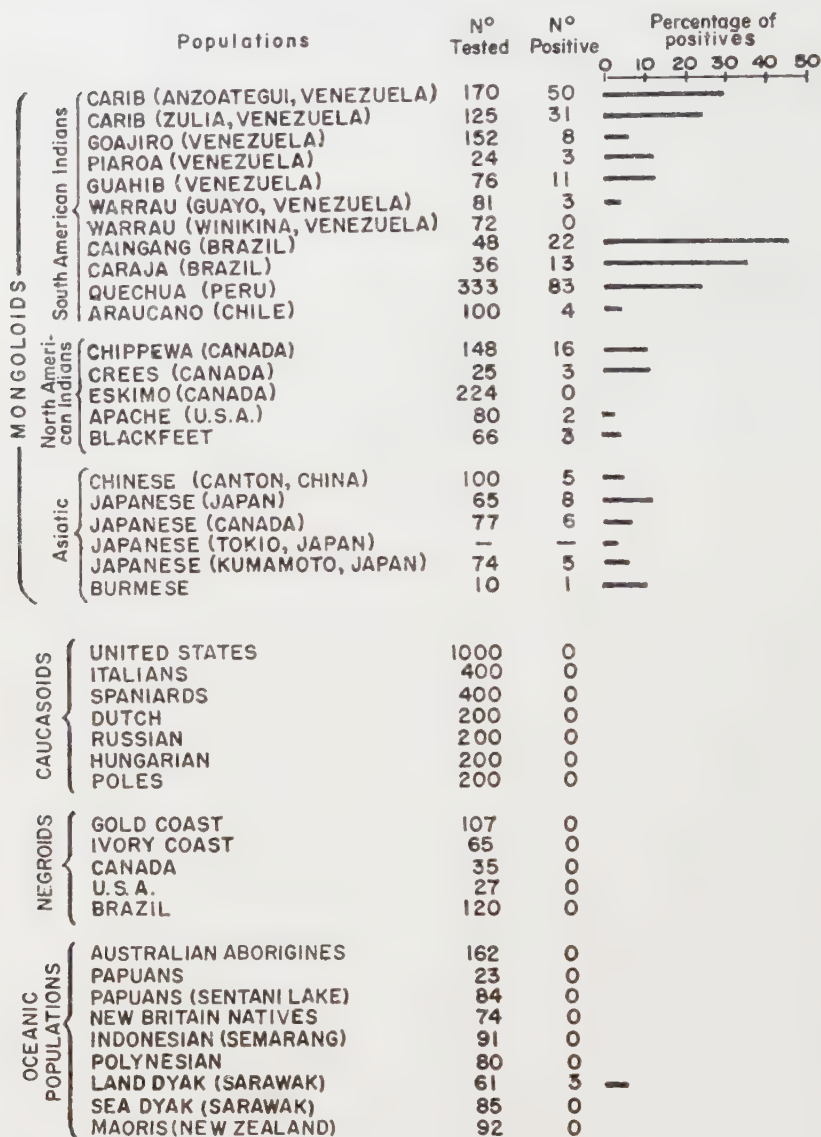 Populations Nº Tested Nº Positive Percentage of positives
0 10 20 30 40 50
MONGOLOIDS
South American Indians
CARIB (ANZOATEGUI, VENEZUELA) 170 50
CARIB (ZULIA, VENEZUELA) 125 31
GOAJIRO (VENEZUELA) 152 8
PIAROA (VENEZUELA) 24 3
GUAHIB (VENEZUELA) 76 11
WARRAU (GUAYO, VENEZUELA) 81 3
WARRAU (WINIKINA, VENEZUELA) 72 0
CAINGANG (BRAZIL) 48 22
CARAJA (BRAZIL) 36 13
QUECHUA (PERU) 333 83
ARAUCANO (CHILE) 100 4
North Ameri-
can Indians
CHIPPEWA (CANADA) 148 16
CREES (CANADA) 25 3
ESKIMO (CANADA) 224 0
APACHE (U.S.A.) 80 2
BLACKFEET 66 3
Asiatic
CHINESE (CANTON, CHINA) 100 5
JAPANESE (JAPAN) 65 8
JAPANESE (CANADA) 77 6
JAPANESE (TOKIO, JAPAN) — —
JAPANESE (KUMAMOTO, JAPAN) 74 5
BURMESE 10 1
CAUCASOIDS
UNITED STATES 1000 0
ITALIANS 400 0
SPANIARDS 400 0
DUTCH 200 0
RUSSIAN 200 0
HUNGARIAN 200 0
POLES 200 0
NEGROIDS
GOLD COAST 107 0
IVORY COAST 65 0
CANADA 35 0
U.S.A. 27 0
BRAZIL 120 0
OCEANIC
POPULATIONS
AUSTRALIAN ABORIGINES 162 0
PAPUANS 23 0
PAPUANS (SENTANI LAKE) 84 0
NEW BRITAIN NATIVES 74 0
INDONESIAN (SEMARANG) 91 0
POLYNESIAN 80 0
LAND DYAK (SARAWAK) 61 3
SEA DYAK (SARAWAK) 85 0
MAORIS (NEW ZEALAND) 92 0